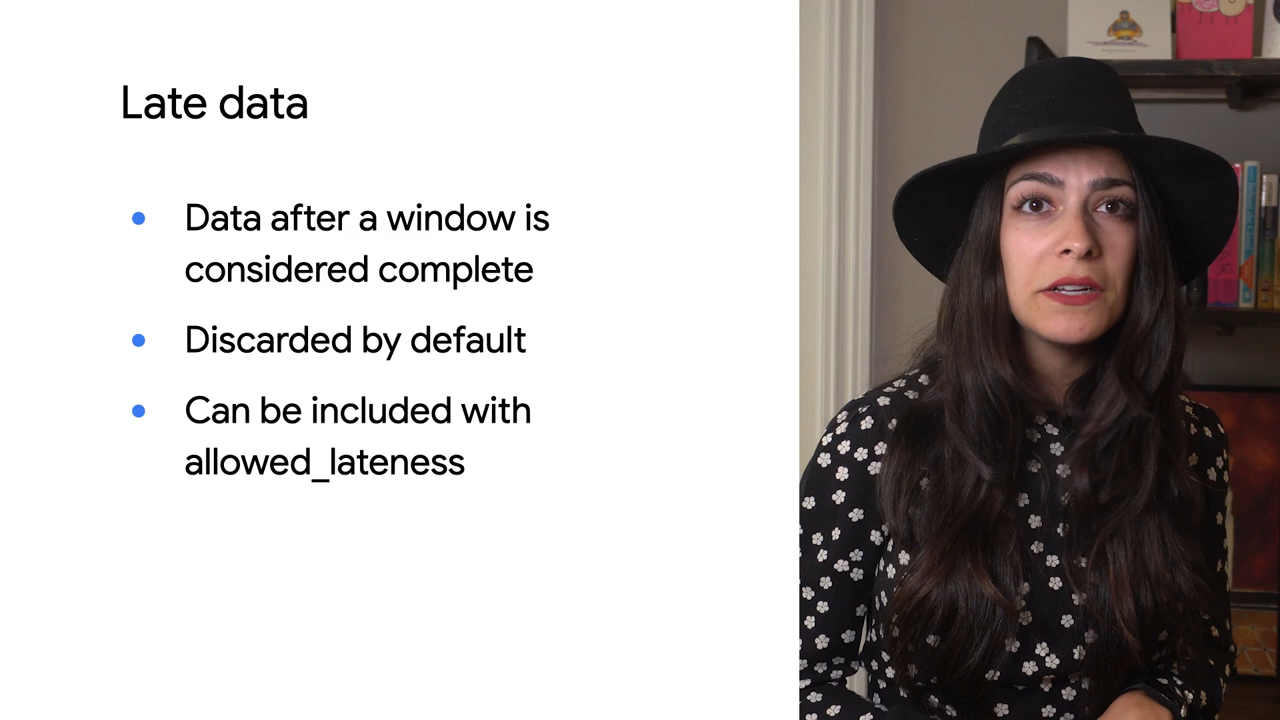 Late data
• Data after a window is
considered complete
• Discarded by default
• Can be included with
allowed_lateness